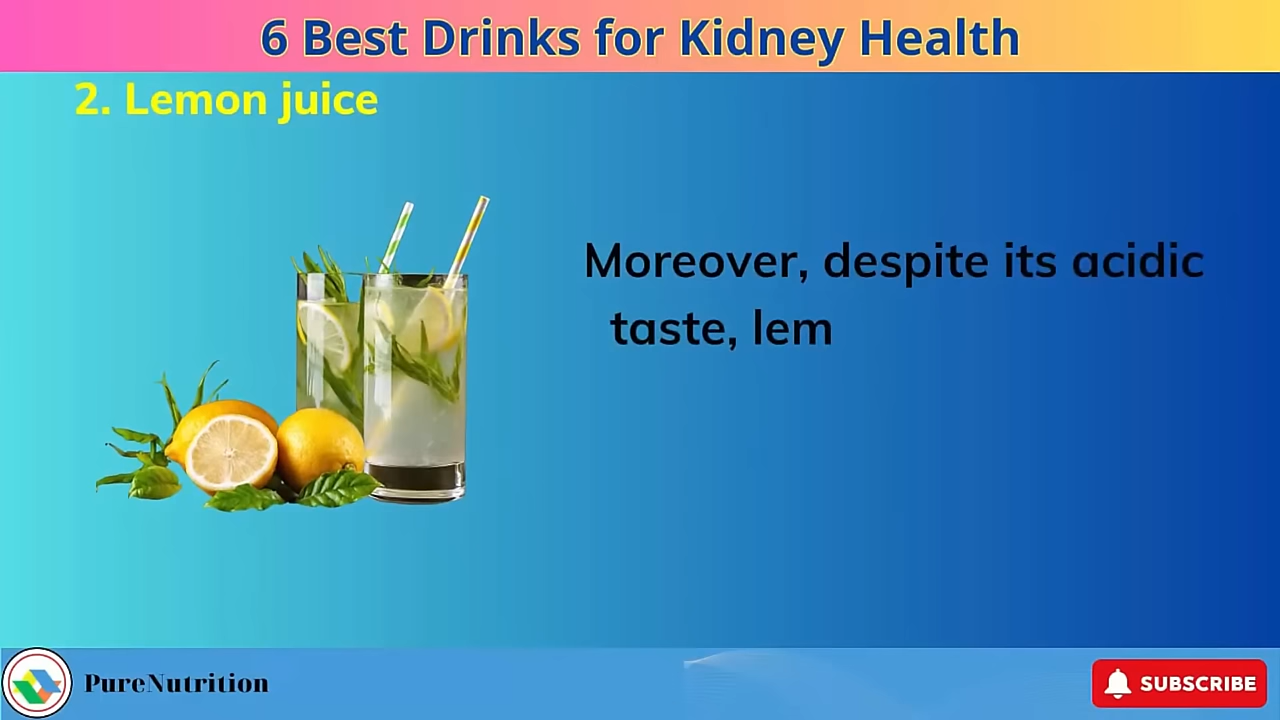 6 Best Drinks for Kidney Health
2. Lemon juice
Moreover, despite its acidic
taste, lem
PureNutrition
SUBSCRIBE